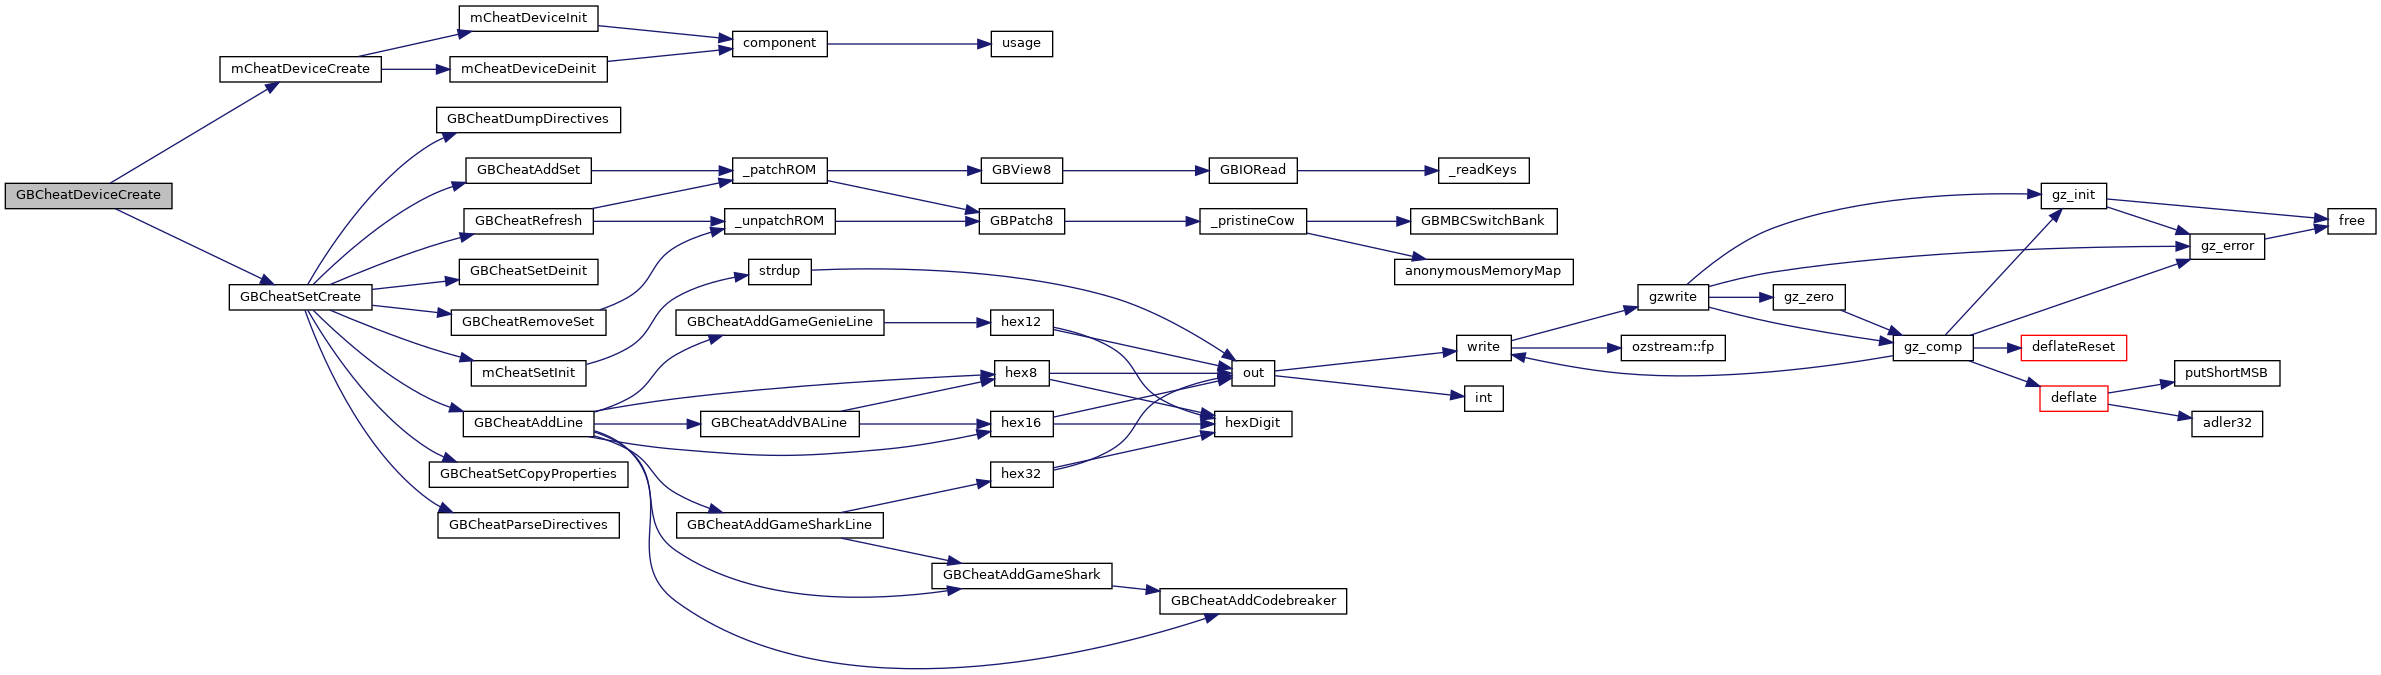 GBCheatDeviceCreate
mCheatDeviceCreate
GBCheatSetCreate
mCheatDeviceInit
mCheatDeviceDeinit
GBCheatDumpDirectives
GBCheatAddSet
GBCheatRefresh
GBCheatSetDeinit
GBCheatRemoveSet
mCheatSetInit
GBCheatAddLine
GBCheatSetCopyProperties
GBCheatParseDirectives
component
usage
_patchROM
_unpatchROM
strdup
GBCheatAddGameGenieLine
GBCheatAddVBALine
GBCheatAddGameSharkLine
GBCheatAddGameShark
GBCheatAddCodebreaker
GBView8
GBPatch8
hex12
hex8
hex16
hex32
GBIORead
_pristineCow
out
hexDigit
_readKeys
GBMBCSwitchBank
anonymousMemoryMap
write
int
gzwrite
ozstream::fp
gz_zero
gz_comp
gz_init
gz_error
free
deflateReset
deflate
putShortMSB
adler32